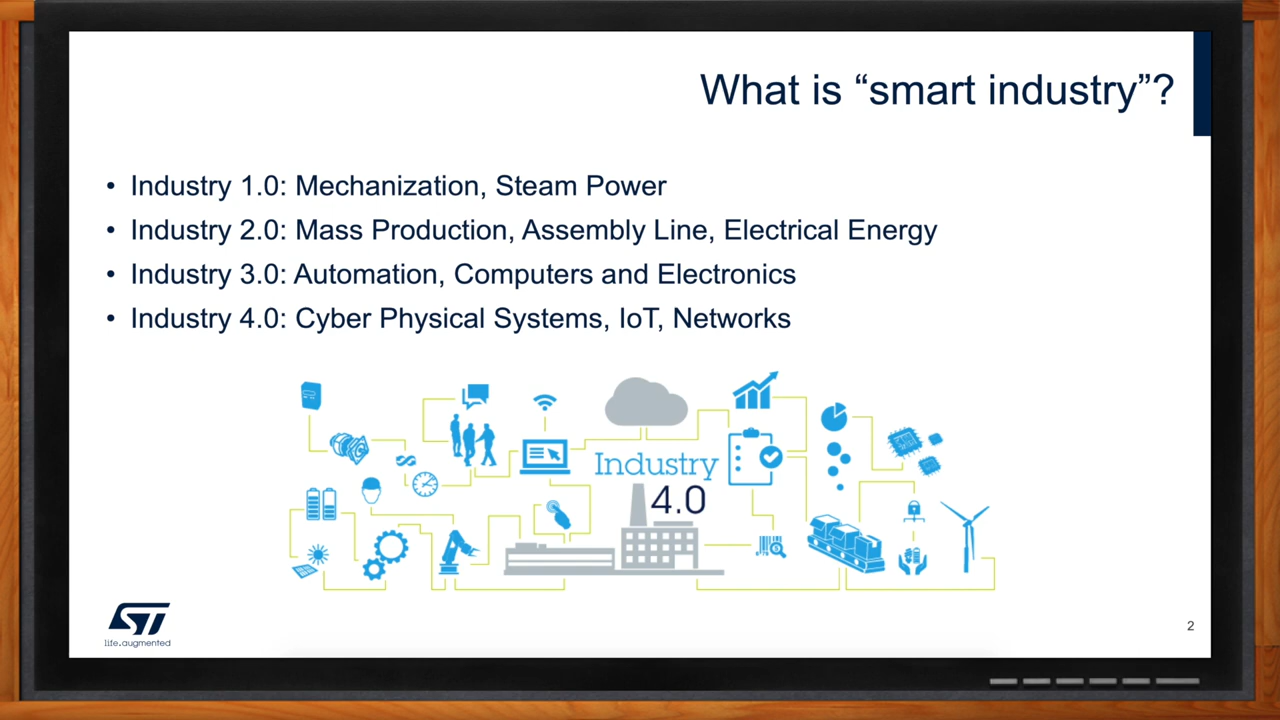 What is “smart industry”?
• Industry 1.0: Mechanization, Steam Power
• Industry 2.0: Mass Production, Assembly Line, Electrical Energy
• Industry 3.0: Automation, Computers and Electronics
• Industry 4.0: Cyber Physical Systems, IoT, Networks
Industry
4.0
ST
life.augmented
2